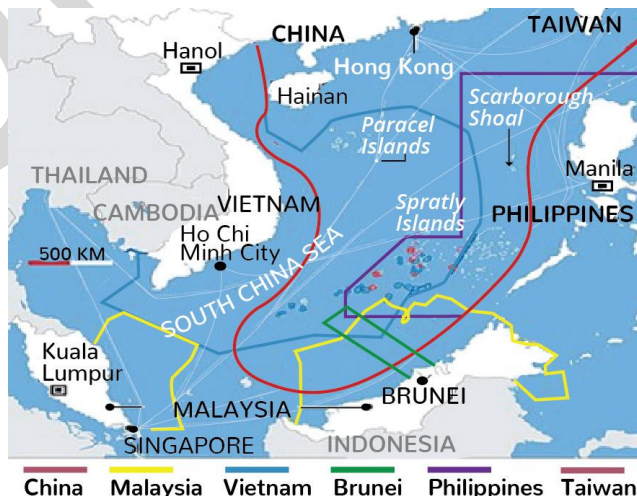 CHINA
TAIWAN
Hanol
Hong Kong
Hainan
Scarborough
Shoal
Paracel
Islands
THAILAND
Manila
CAMBODIA
VIETNAM
Spratly
Islands
PHILIPPINES
Ho Chi
Minh City
500 KM
SOUTH CHINA SEA
Kuala
Lumpur
MALAYSIA
BRUNEI
SINGAPORE
INDONESIA
China Malaysia Vietnam Brunei Philippines Taiwan